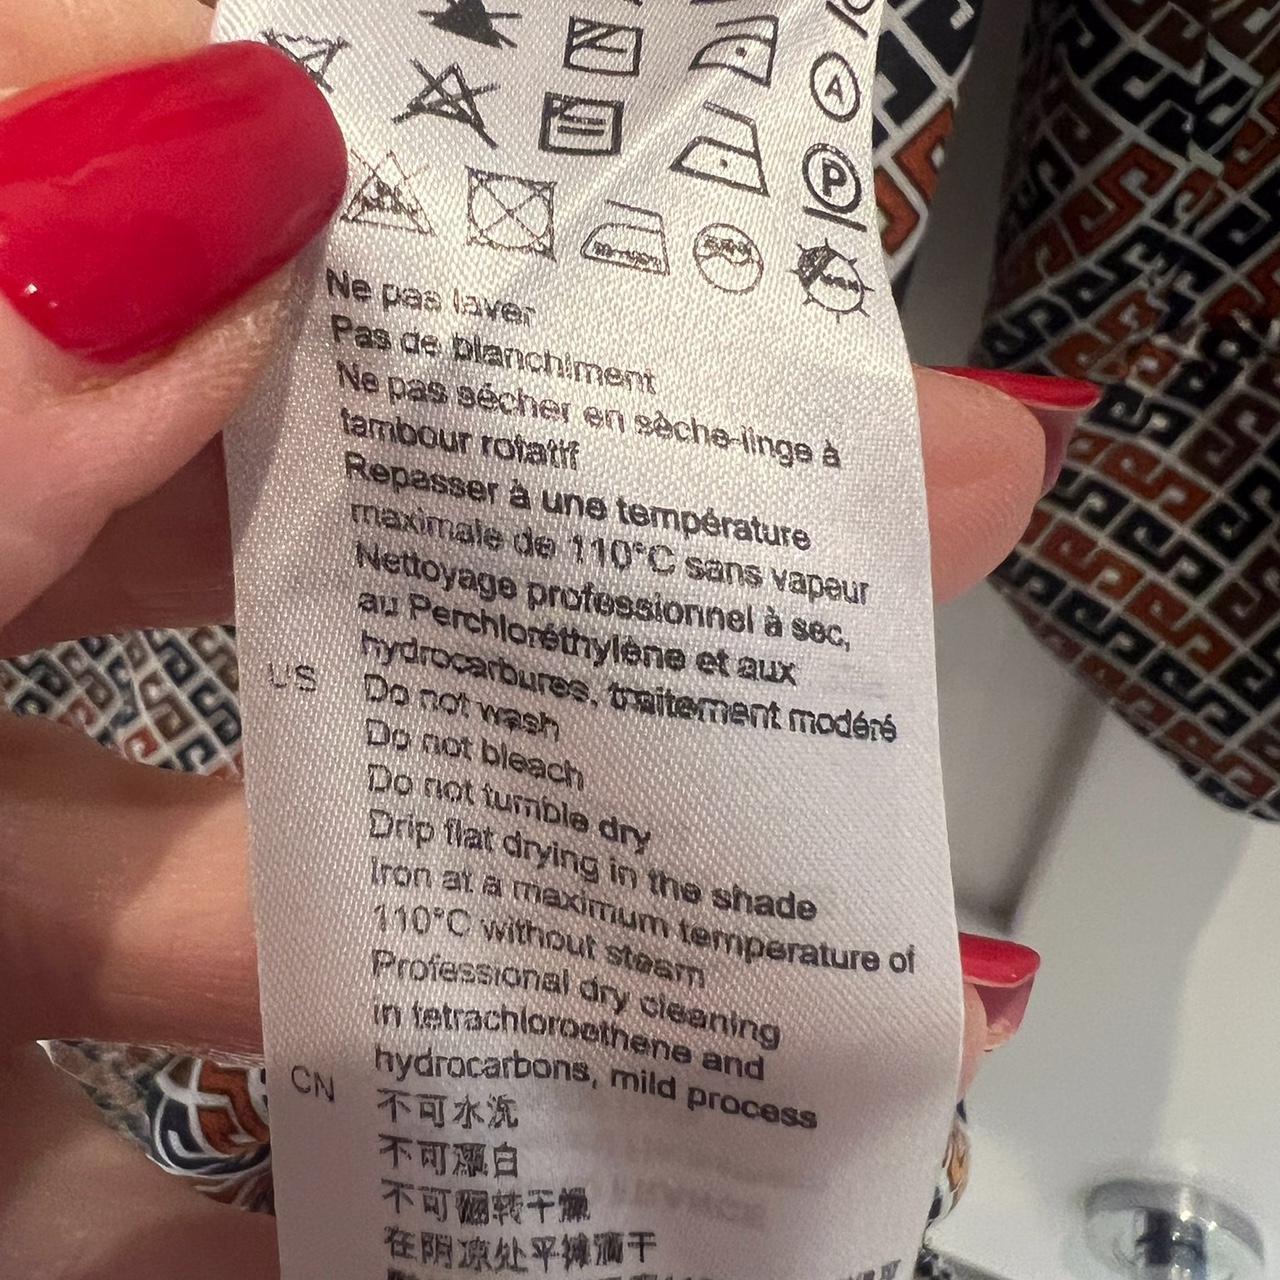 A
P
Ne pas laver
Pas de blanchiment
Ne pas sécher en sèche-linge à
tambour rotatif
Repasser à une température
maximale de 110°C sans vapeur
Nettoyage professionnel à sec,
au Perchloréthylène et aux
hydrocarbures, traitement modéré
US Do not wash
Do not bleach
Do not tumble dry
Drip flat drying in the shade
Iron at a maximum temperature of
110°C without steam
Professional dry cleaning
in tetrachloroethene and
hydrocarbons, mild process
CN 不可水洗
不可漂白
不可翻转干燥
在阴凉处平摊滴干